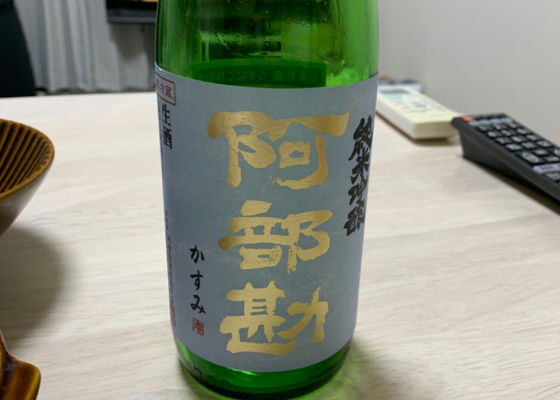 純米吟醸
阿部勘
かすみ
生酒